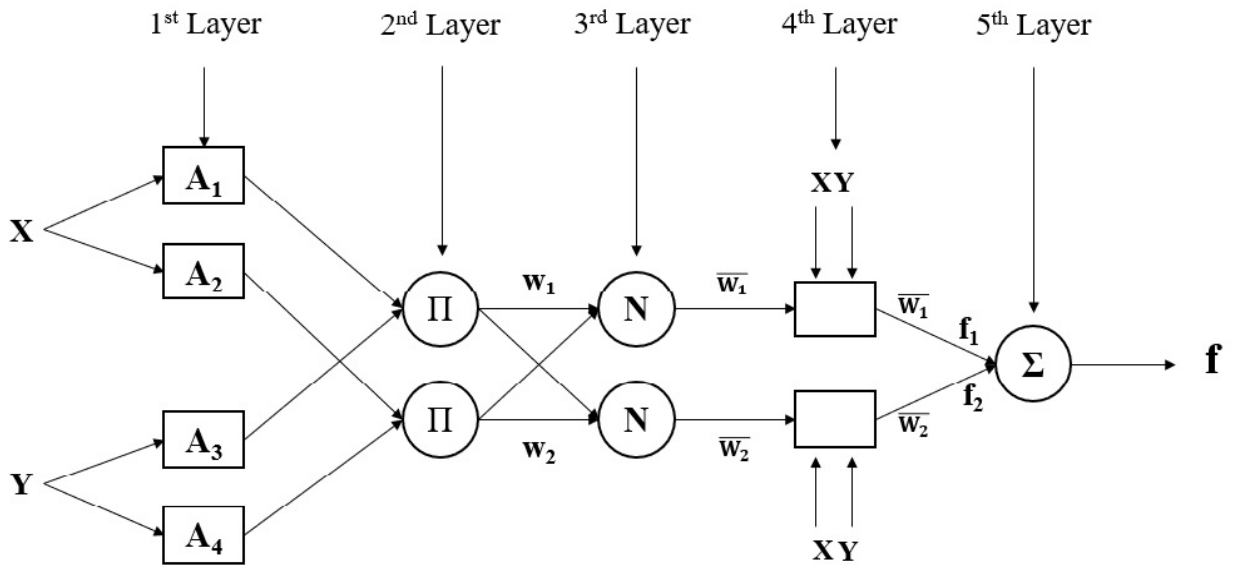 1st Layer 2nd Layer 3rd Layer 4th Layer 5th Layer
A₁
XY
X
A₂
w₁
w̅₁
w̅₁
Π
N
f₁
Σ
f
f₂
Π
N
w̅₂
A₃
w₂
w̅₂
Y
A₄
XY